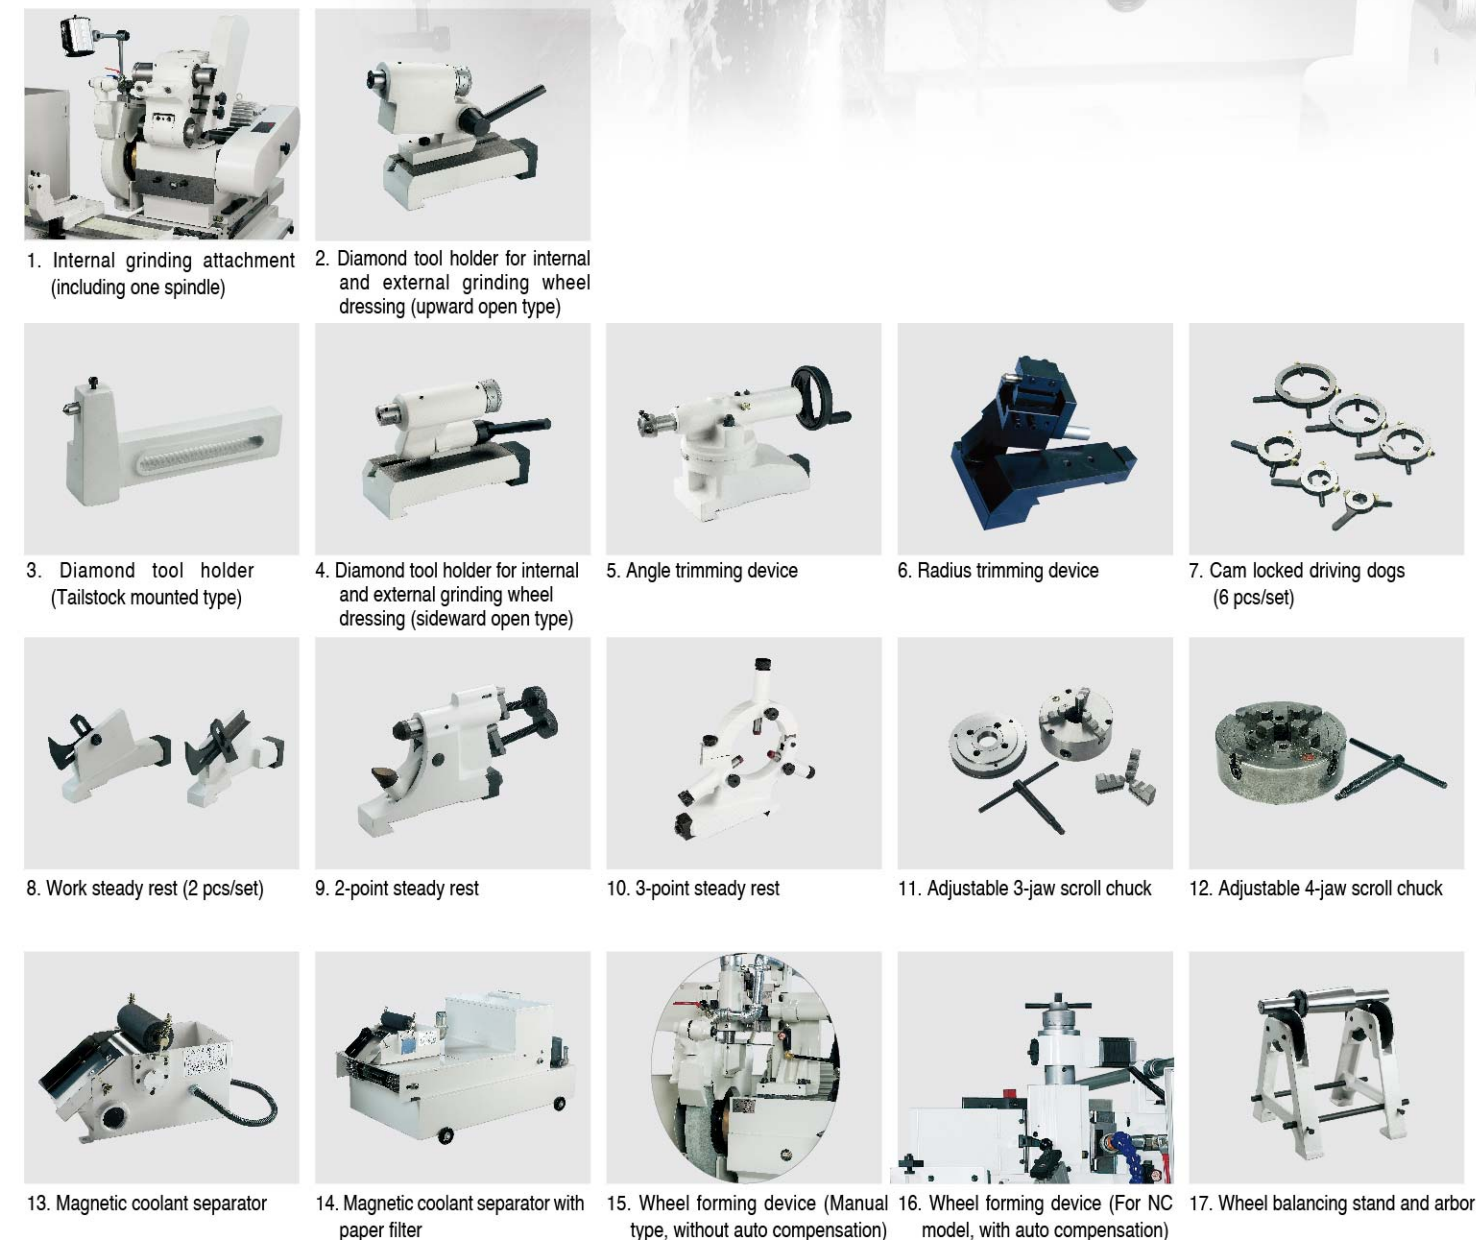 1. Internal grinding attachment
(including one spindle)
2. Diamond tool holder for internal
and external grinding wheel
dressing (upward open type)
3. Diamond tool holder
(Tailstock mounted type)
4. Diamond tool holder for internal
and external grinding wheel
dressing (sideward open type)
5. Angle trimming device
6. Radius trimming device
7. Cam locked driving dogs
(6 pcs/set)
8. Work steady rest (2 pcs/set)
9. 2-point steady rest
10. 3-point steady rest
11. Adjustable 3-jaw scroll chuck
12. Adjustable 4-jaw scroll chuck
13. Magnetic coolant separator
14. Magnetic coolant separator with
paper filter
15. Wheel forming device (Manual
type, without auto compensation)
16. Wheel forming device (For NC
model, with auto compensation)
17. Wheel balancing stand and arbor